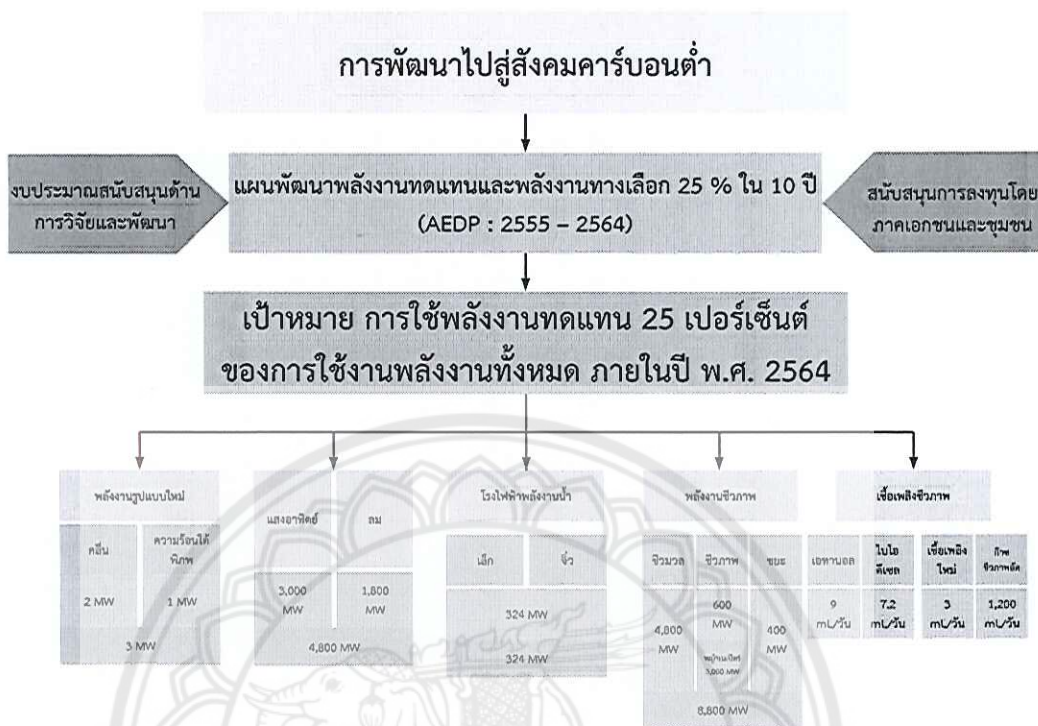 การพัฒนาไปสู่สังคมคาร์บอนต่ำ
งบประมาณสนับสนุนด้าน
การวิจัยและพัฒนา
แผนพัฒนาพลังงานทดแทนและพลังงานทางเลือก 25 % ใน 10 ปี
(AEDP : 2555 – 2564)
สนับสนุนการลงทุนโดย
ภาคเอกชนและชุมชน
เป้าหมาย การใช้พลังงานทดแทน 25 เปอร์เซ็นต์
ของการใช้งานพลังงานทั้งหมด ภายในปี พ.ศ. 2564
พลังงานรูปแบบใหม่
คลื่น
ความร้อนใต้
พิภพ
2 MW
1 MW
3 MW
แสงอาทิตย์
ลม
3,000
MW
1,800
MW
4,800 MW
โรงไฟฟ้าพลังงานน้ำ
เล็ก
จิ๋ว
324 MW
324 MW
พลังงานชีวภาพ
ชีวมวล
ชีวภาพ
ขยะ
4,800
MW
600
MW
หญ้าเนเปียร์
3,000 MW
400
MW
8,800 MW
เชื้อเพลิงชีวภาพ
เอทานอล
ไบโอ
ดีเซล
เชื้อเพลิง
ใหม่
ก๊าซ
ชีวภาพอัด
9
mL/วัน
7.2
mL/วัน
3
mL/วัน
1,200
mL/วัน